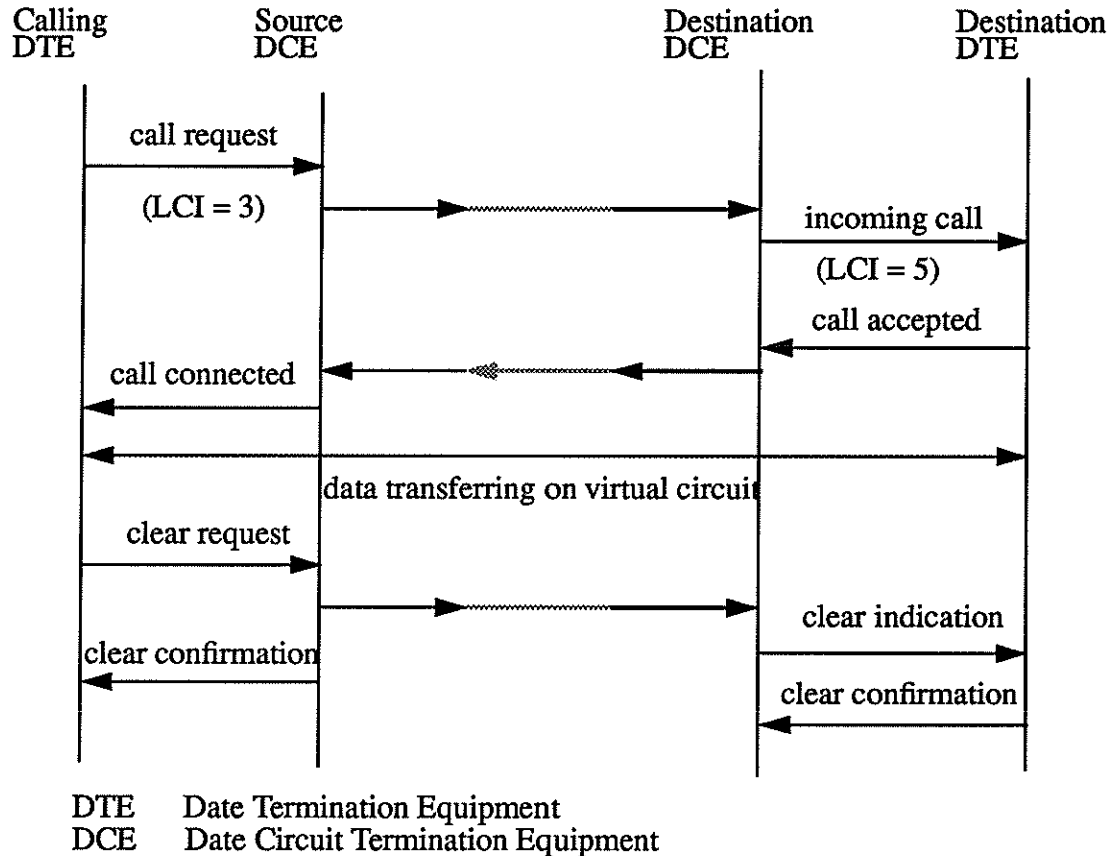 Calling
DTE
Source
DCE
Destination
DCE
Destination
DTE
call request
(LCI = 3)
incoming call
(LCI = 5)
call accepted
call connected
data transferring on virtual circuit
clear request
clear indication
clear confirmation
clear confirmation
DTE Date Termination Equipment
DCE Date Circuit Termination Equipment